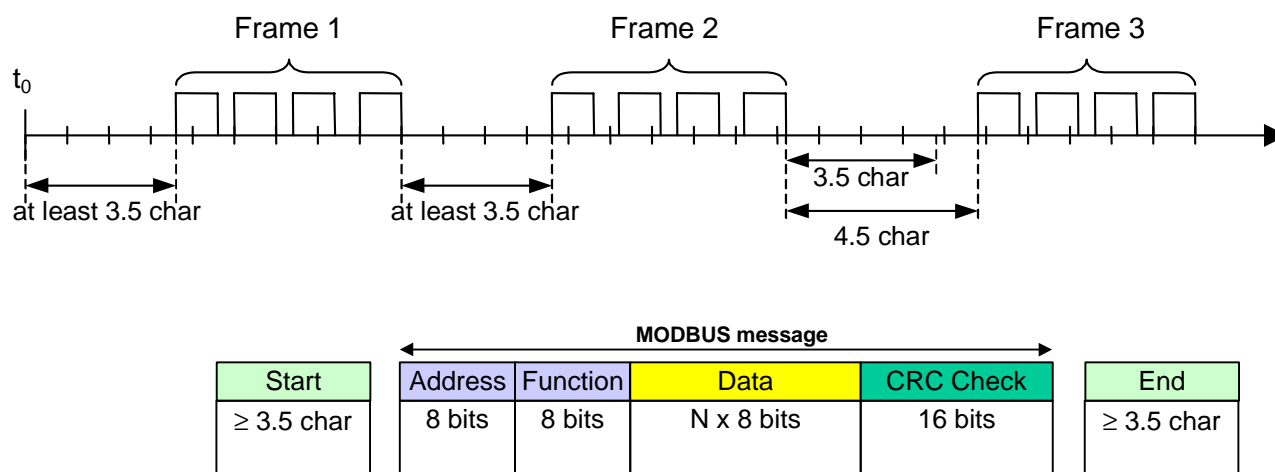 Frame 1 Frame 2 Frame 3
t0
at least 3.5 char at least 3.5 char 3.5 char
4.5 char
MODBUS message
Start Address Function Data CRC Check End
≥ 3.5 char 8 bits 8 bits N x 8 bits 16 bits ≥ 3.5 char